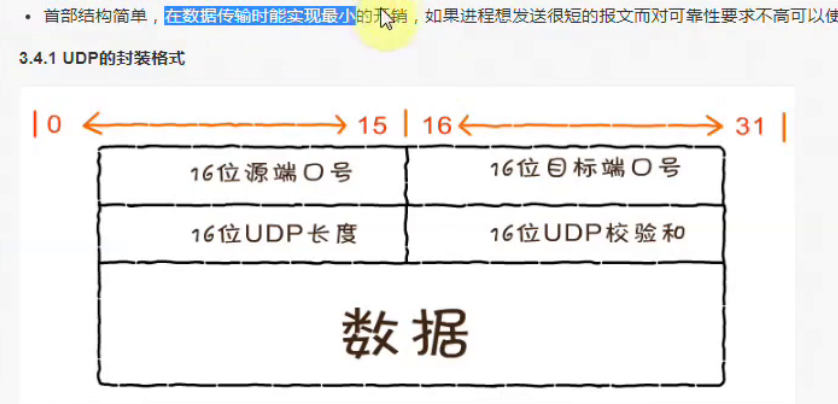 首部结构简单，在数据传输时能实现最小的开销，如果进程想发送很短的报文而对可靠性要求不高可以使
3.4.1 UDP的封装格式
0 15 16 31
16位源端口号 16位目标端口号
16位UDP长度 16位UDP校验和
数据